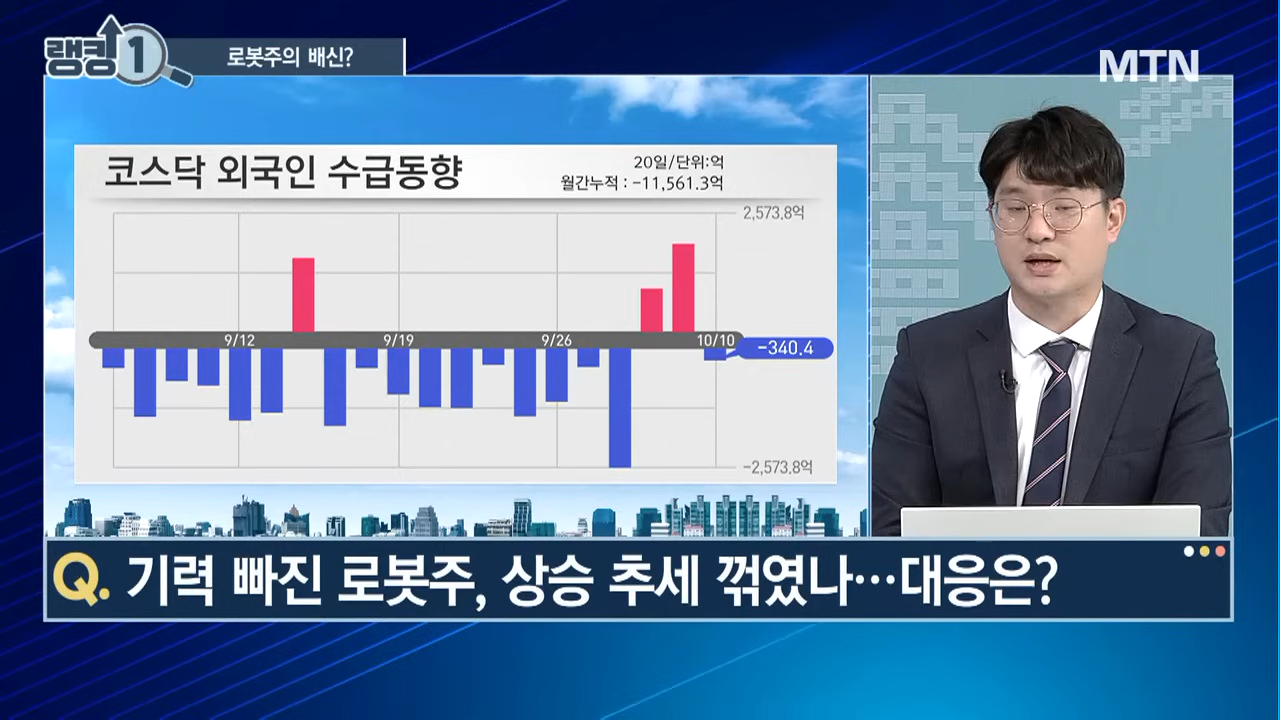 랭킹1
로봇주의 배신?
MTN
코스닥 외국인 수급동향
20일/단위:억
월간누적 : -11,561.3억
2,573.8억
9/12
9/19
9/26
10/10
-340.4
-2,573.8억
Q. 기력 빠진 로봇주, 상승 추세 꺾였나…대응은?